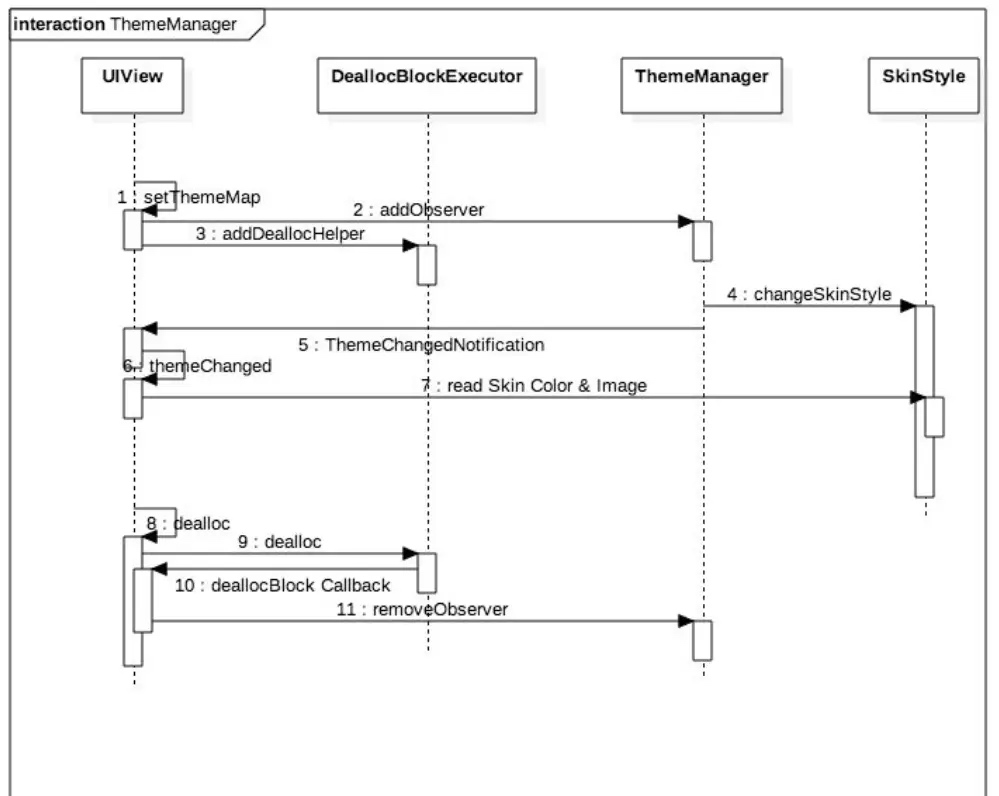 interaction ThemeManager
UIView
DeallocBlockExecutor
ThemeManager
SkinStyle
1 : setThemeMap
2 : addObserver
3 : addDeallocHelper
4 : changeSkinStyle
5 : ThemeChangedNotification
6 : themeChanged
7 : read Skin Color & Image
8 : dealloc
9 : dealloc
10 : deallocBlock Callback
11 : removeObserver